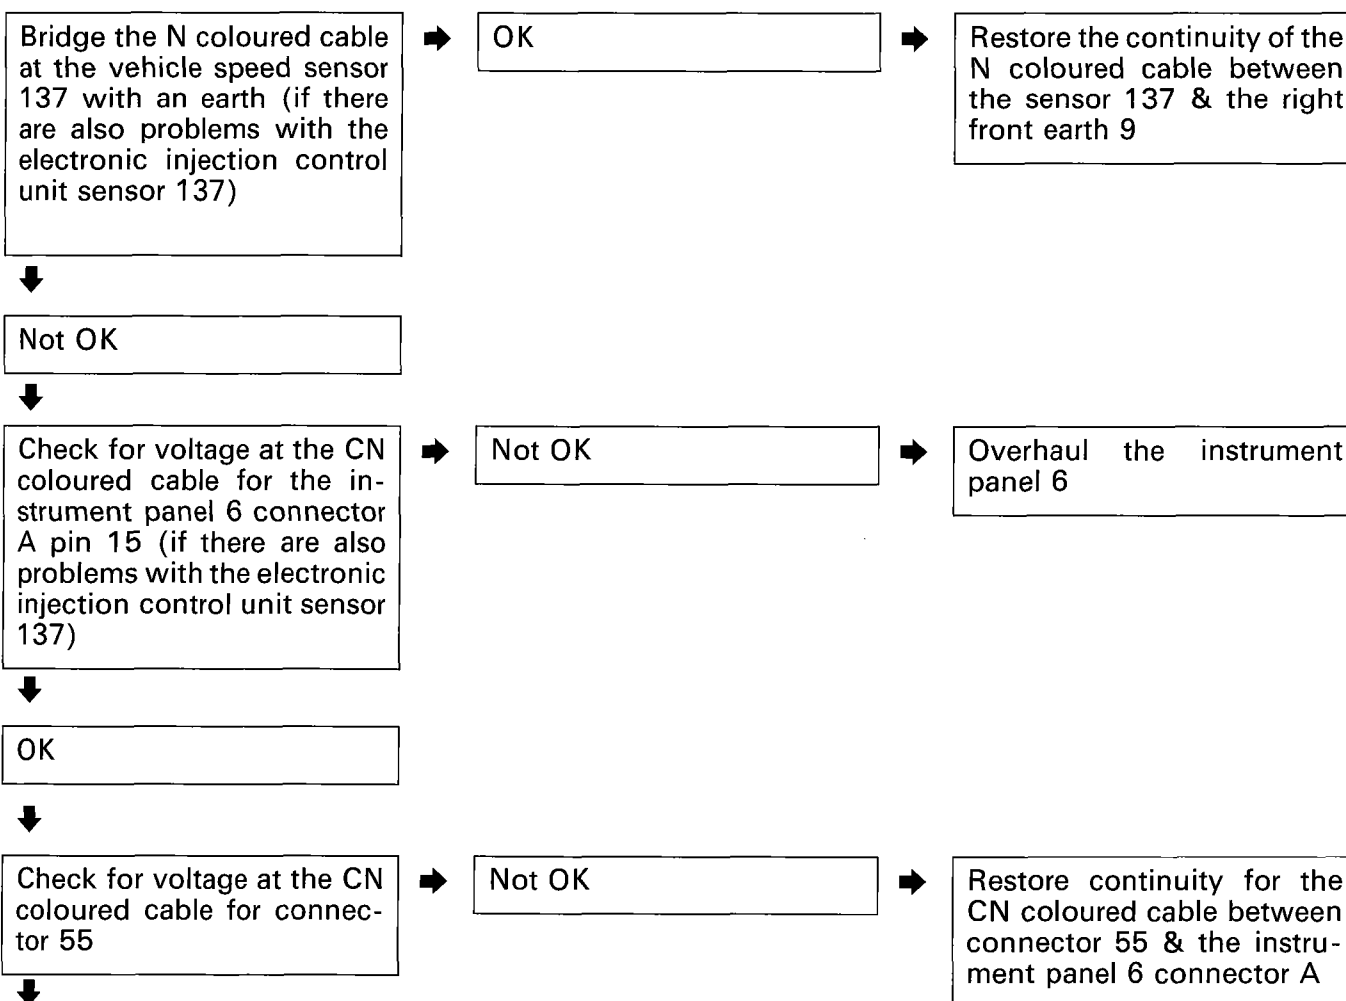 Bridge the N coloured cable
at the vehicle speed sensor
137 with an earth (if there
are also problems with the
electronic injection control
unit sensor 137)
OK
Restore the continuity of the
N coloured cable between
the sensor 137 & the right
front earth 9
Not OK
Check for voltage at the CN
coloured cable for the in-
strument panel 6 connector
A pin 15 (if there are also
problems with the electronic
injection control unit sensor
137)
Not OK
Overhaul the instrument
panel 6
OK
Check for voltage at the CN
coloured cable for connec-
tor 55
Not OK
Restore continuity for the
CN coloured cable between
connector 55 & the instru-
ment panel 6 connector A